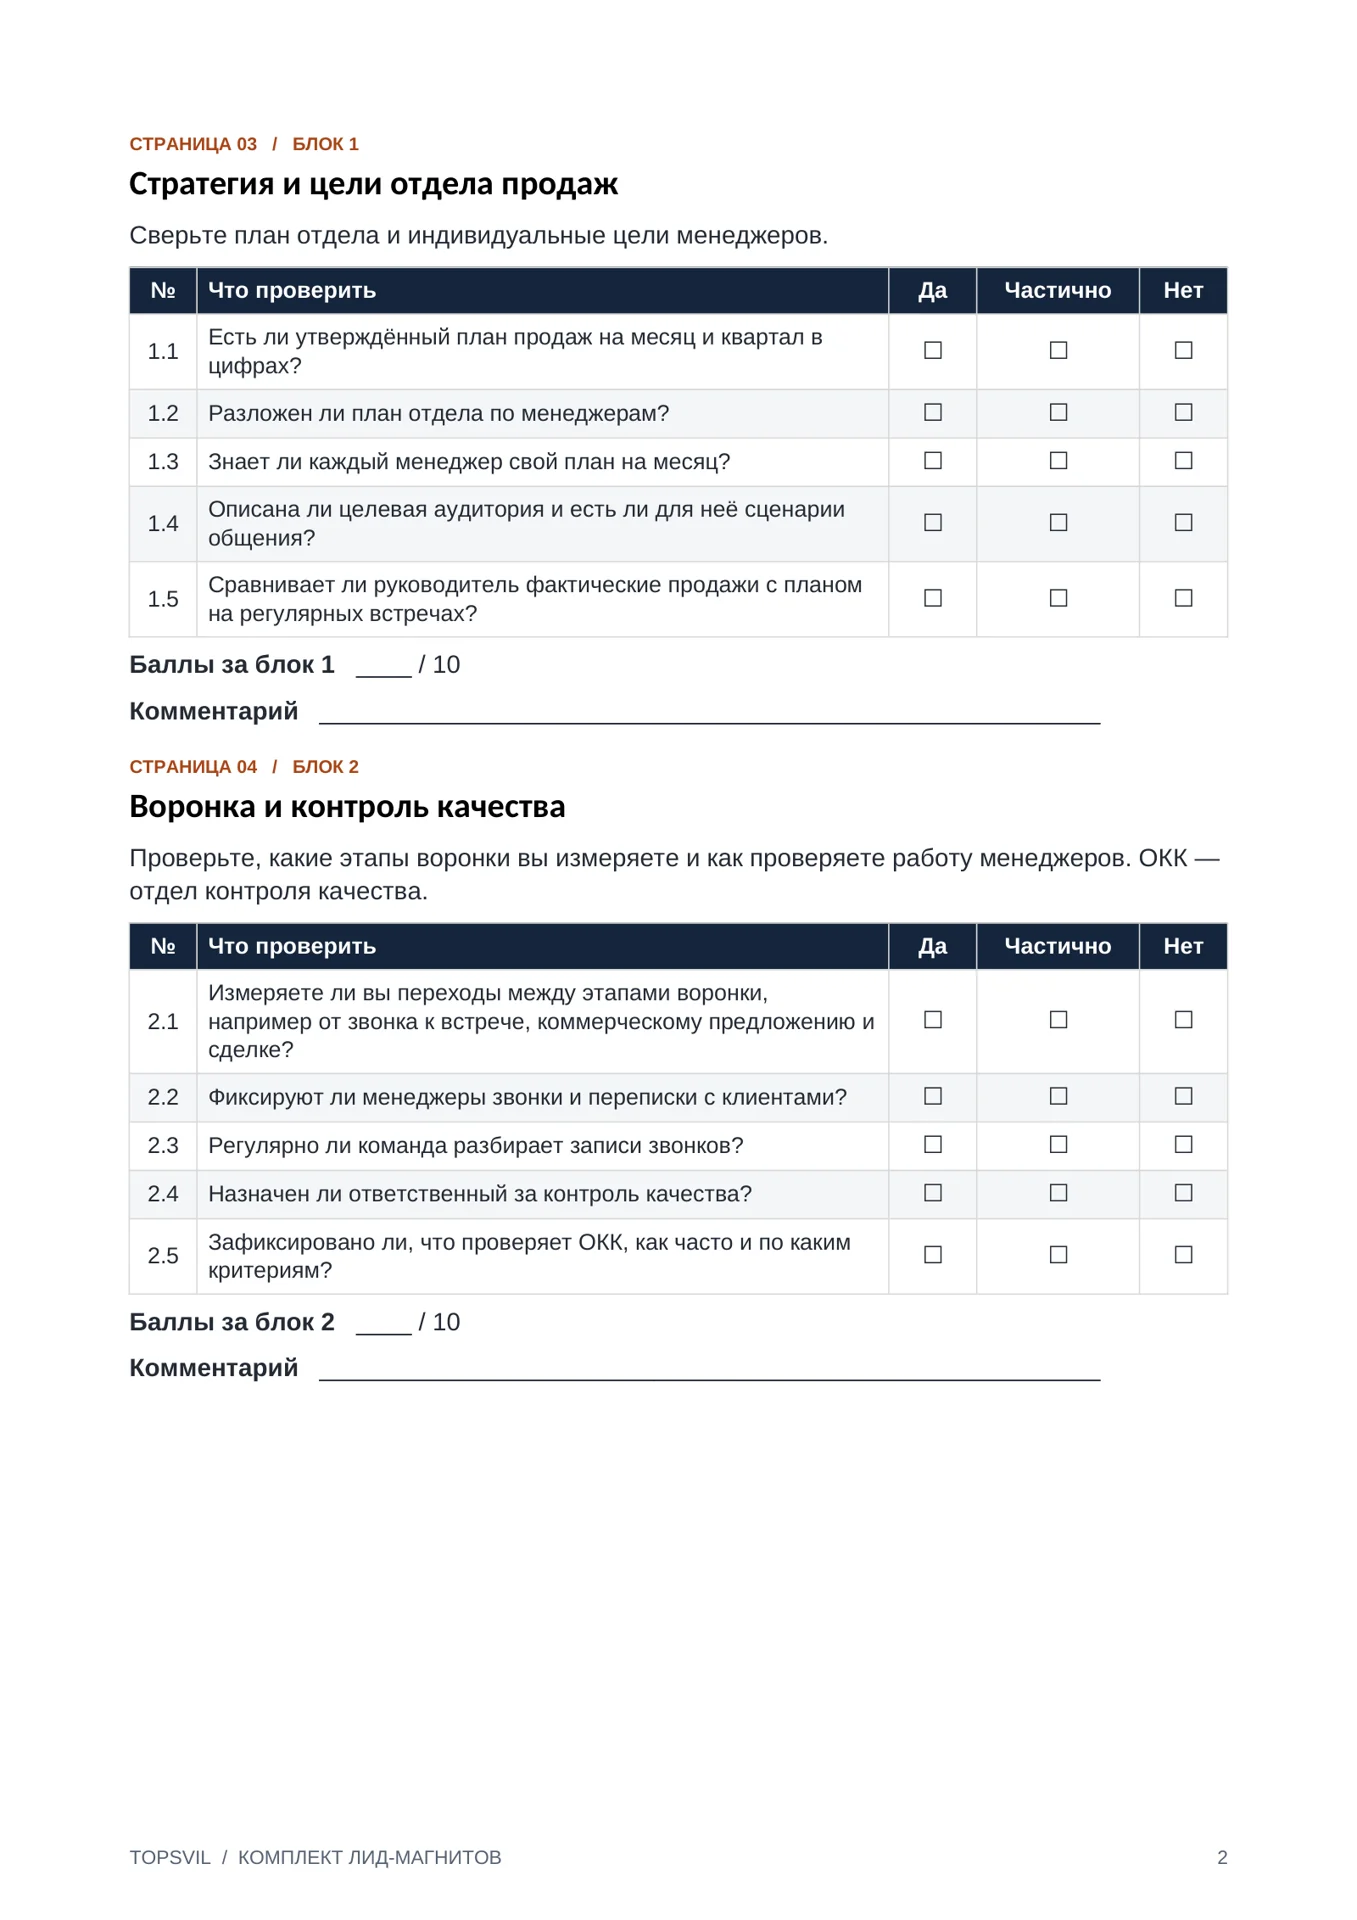 СТРАНИЦА 03 / БЛОК 1
Стратегия и цели отдела продаж
Сверьте план отдела и индивидуальные цели менеджеров.
№ Что проверить Да Частично Нет
1.1 Есть ли утверждённый план продаж на месяц и квартал в
цифрах?
☐ ☐ ☐
1.2 Разложен ли план отдела по менеджерам? ☐ ☐ ☐
1.3 Знает ли каждый менеджер свой план на месяц? ☐ ☐ ☐
1.4 Описана ли целевая аудитория и есть ли для неё сценарии
общения?
☐ ☐ ☐
1.5 Сравнивает ли руководитель фактические продажи с планом
на регулярных встречах?
☐ ☐ ☐
Баллы за блок 1 ____ / 10
Комментарий ____
СТРАНИЦА 04 / БЛОК 2
Воронка и контроль качества
Проверьте, какие этапы воронки вы измеряете и как проверяете работу менеджеров. ОКК —
отдел контроля качества.
№ Что проверить Да Частично Нет
2.1 Измеряете ли вы переходы между этапами воронки,
например от звонка к встрече, коммерческому предложению и
сделке?
☐ ☐ ☐
2.2 Фиксируют ли менеджеры звонки и переписки с клиентами? ☐ ☐ ☐
2.3 Регулярно ли команда разбирает записи звонков? ☐ ☐ ☐
2.4 Назначен ли ответственный за контроль качества? ☐ ☐ ☐
2.5 Зафиксировано ли, что проверяет ОКК, как часто и по каким
критериям?
☐ ☐ ☐
Баллы за блок 2 ____ / 10
Комментарий ____
TOPSVIL / КОМПЛЕКТ ЛИД-МАГНИТОВ 2